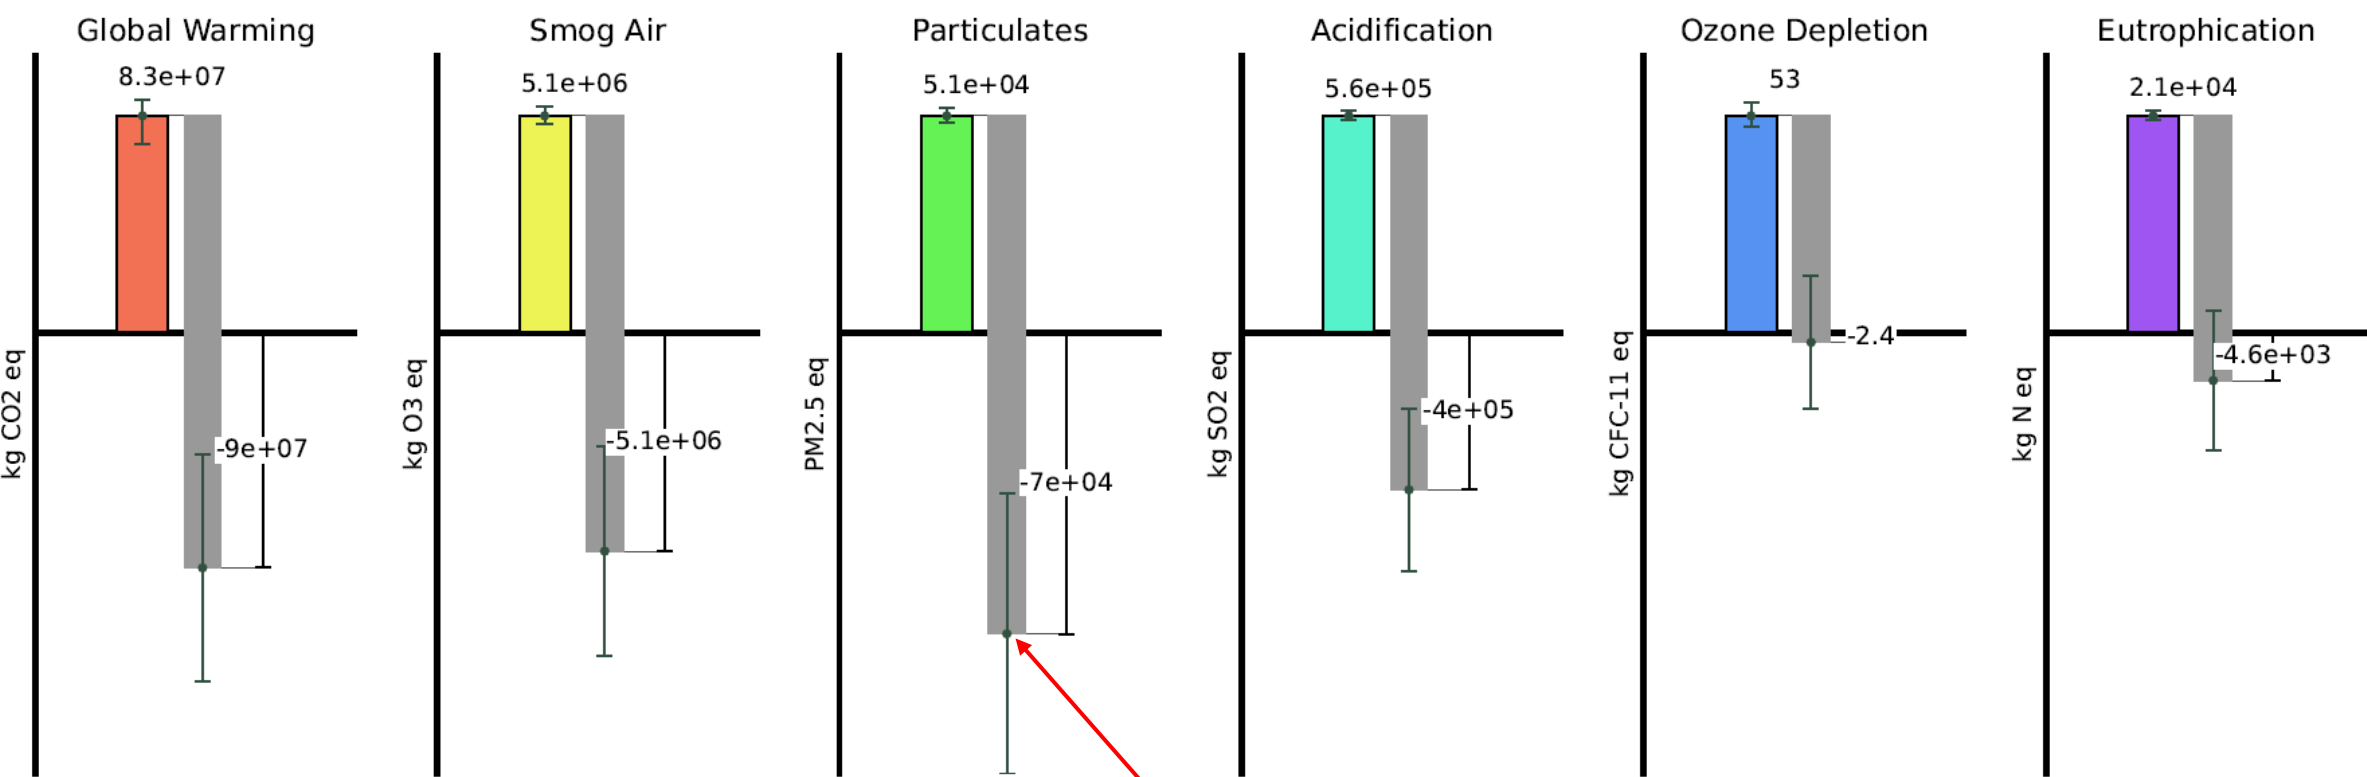 Global Warming
Smog Air
Particulates
Acidification
Ozone Depletion
Eutrophication
8.3e+07
5.1e+06
5.1e+04
5.6e+05
53
2.1e+04
kg CO2 eq
kg O3 eq
PM2.5 eq
kg SO2 eq
kg CFC-11 eq
kg N eq
-9e+07
-5.1e+06
-7e+04
-4e+05
-2.4
-4.6e+03